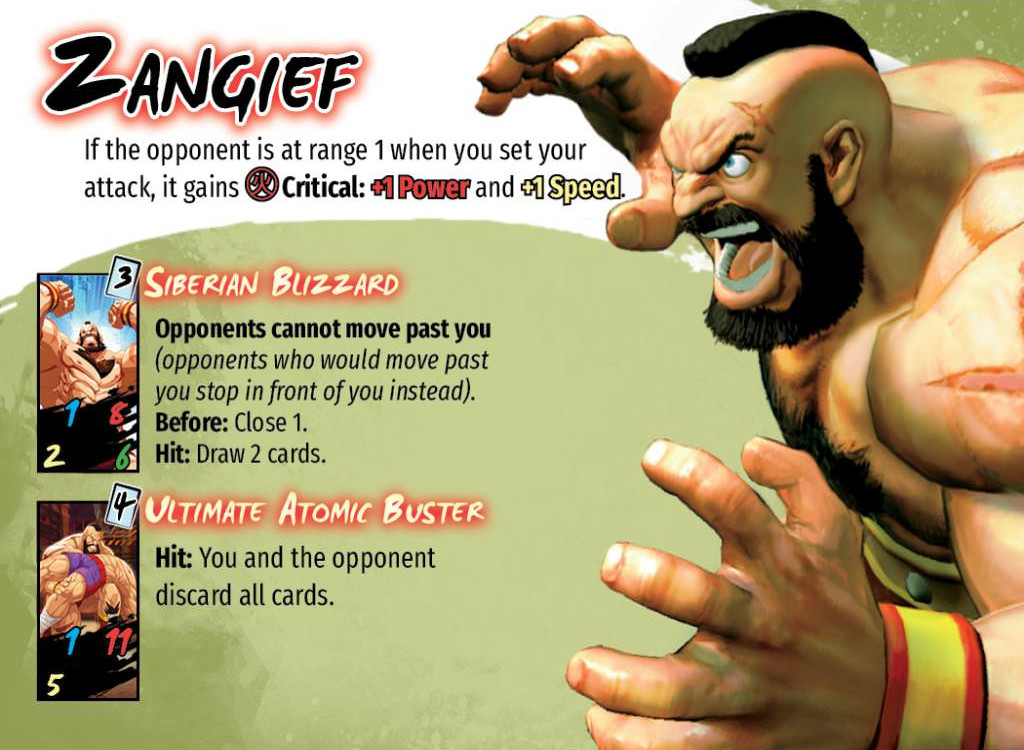 ZANGIEF
If the opponent is at range 1 when you set your
attack, it gains 火 Critical: +1 Power and +1 Speed.
3
SIBERIAN BLIZZARD
Opponents cannot move past you
(opponents who would move past
you stop in front of you instead).
Before: Close 1.
Hit: Draw 2 cards.
1 8
2 6
4
ULTIMATE ATOMIC BUSTER
Hit: You and the opponent
discard all cards.
1 11
5